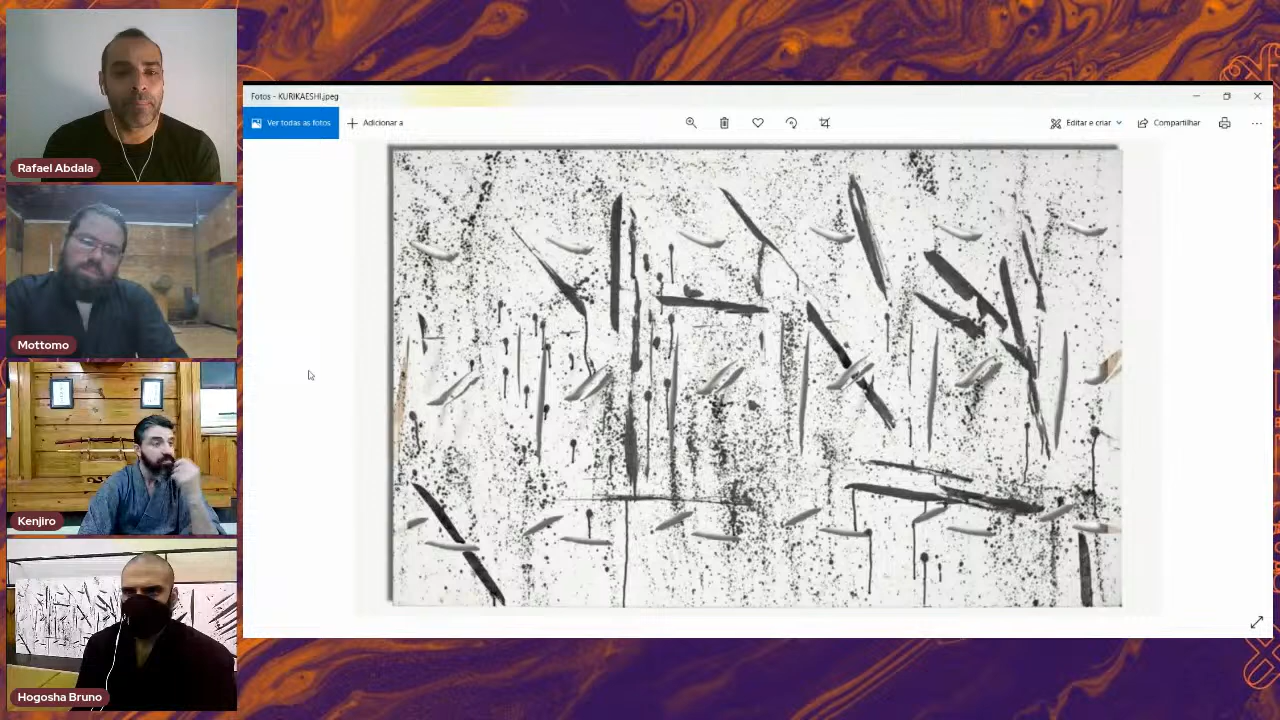 Rafael Abdala
Mottomo
Kenjiro
Hogosha Bruno
Fotos - KURIKAESHI.jpeg
Ver todas as fotos
Adicionar a
Editar e criar
Compartilhar